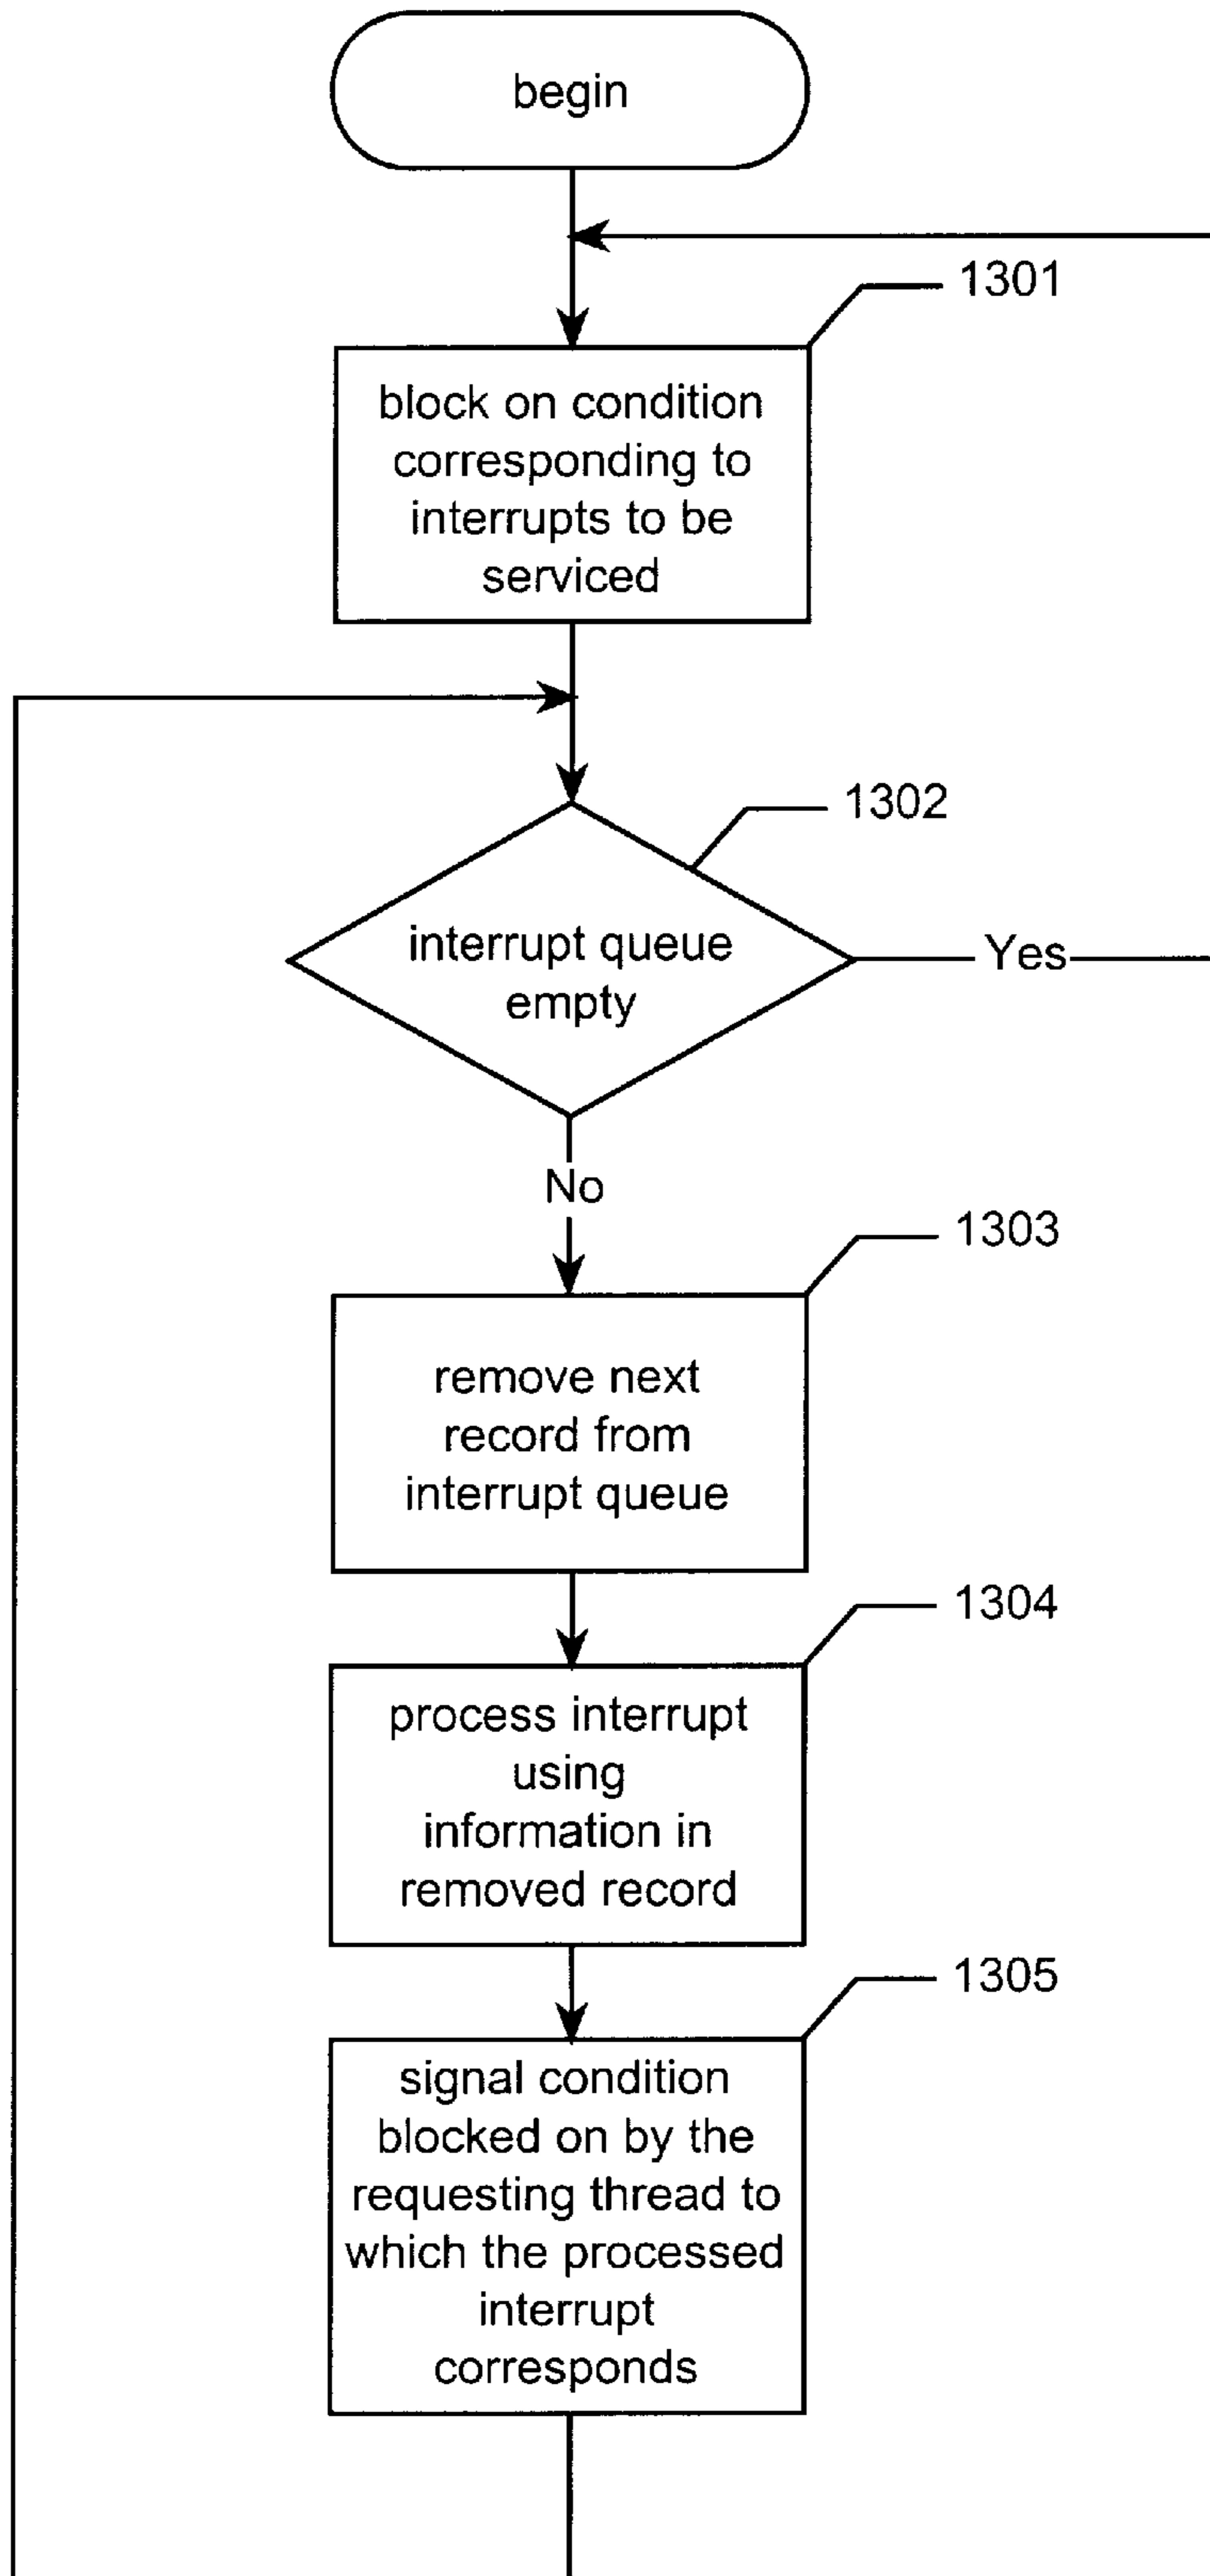 begin
1301
block on condition
corresponding to
interrupts to be
serviced
1302
interrupt queue
empty
Yes
No
1303
remove next
record from
interrupt queue
1304
process interrupt
using
information in
removed record
1305
signal condition
blocked on by the
requesting thread to
which the processed
interrupt
corresponds